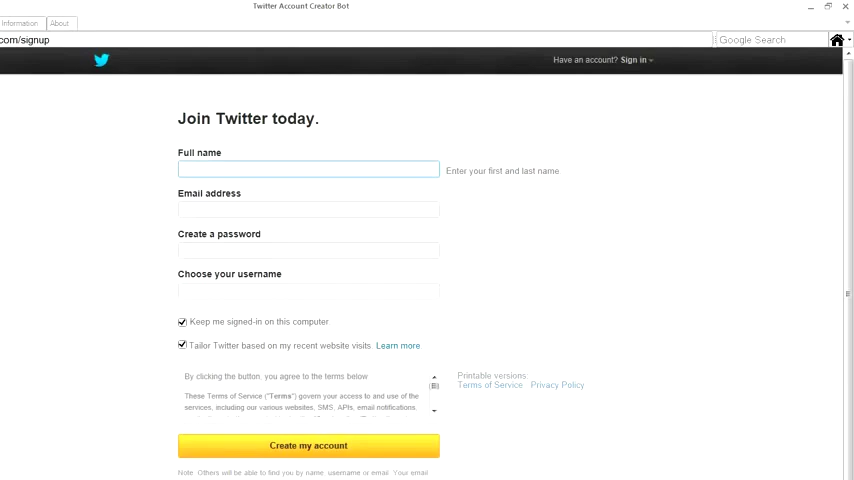 Twitter Account Creator Bot
Information About
com/signup
Google Search
Have an account? Sign in
Join Twitter today.
Full name
Enter your first and last name
Email address
Create a password
Choose your username
Keep me signed-in on this computer.
Tailor Twitter based on my recent website visits. Learn more
By clicking the button, you agree to the terms below
These Terms of Service ("Terms") govern your access to and use of the
services, including our various websites, SMS, APIs, email notifications,
Printable versions:
Terms of Service Privacy Policy
Create my account
Note: Others will be able to find you by name, username or email. Your email